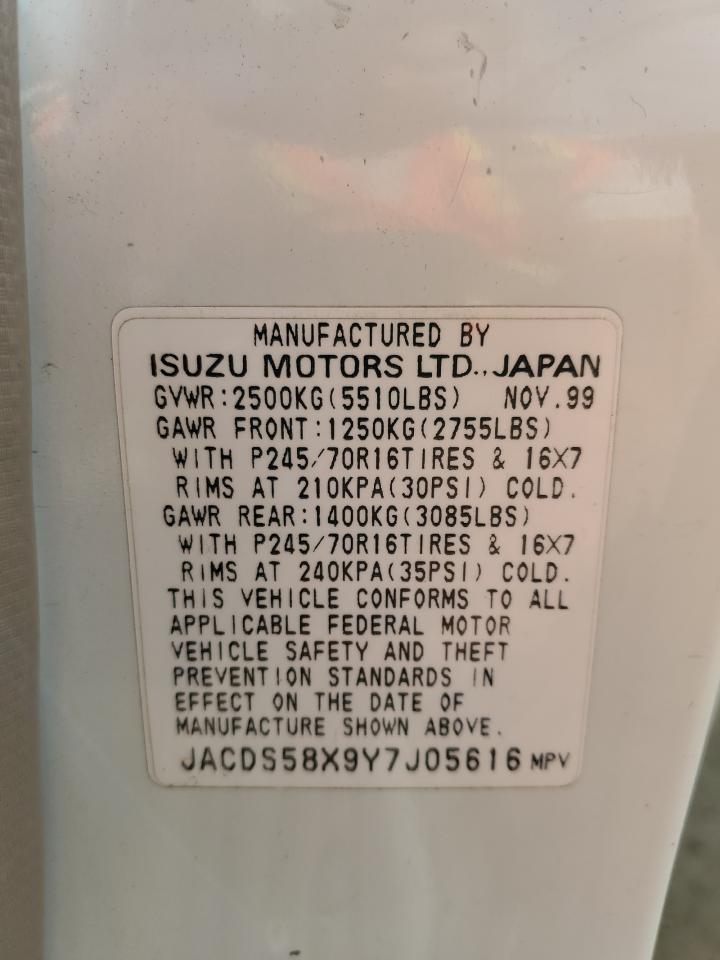 MANUFACTURED BY
ISUZU MOTORS LTD., JAPAN
GVWR:2500KG(5510LBS) NOV.99
GAWR FRONT:1250KG(2755LBS)
WITH P245/70R16TIRES & 16X7
RIMS AT 210KPA(30PSI) COLD.
GAWR REAR:1400KG(3085LBS)
WITH P245/70R16TIRES & 16X7
RIMS AT 240KPA(35PSI) COLD.
THIS VEHICLE CONFORMS TO ALL
APPLICABLE FEDERAL MOTOR
VEHICLE SAFETY AND THEFT
PREVENTION STANDARDS IN
EFFECT ON THE DATE OF
MANUFACTURE SHOWN ABOVE.
JACDS58X9Y7J05616 MPV